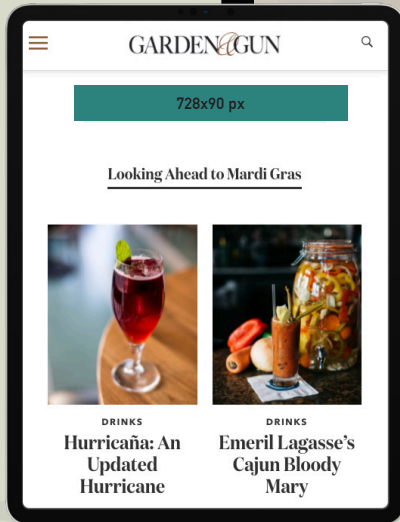 GARDEN&GUN
728x90 px
Looking Ahead to Mardi Gras
DRINKS
Hurricaña: An
Updated
Hurricane
DRINKS
Emeril Lagasse's
Cajun Bloody
Mary